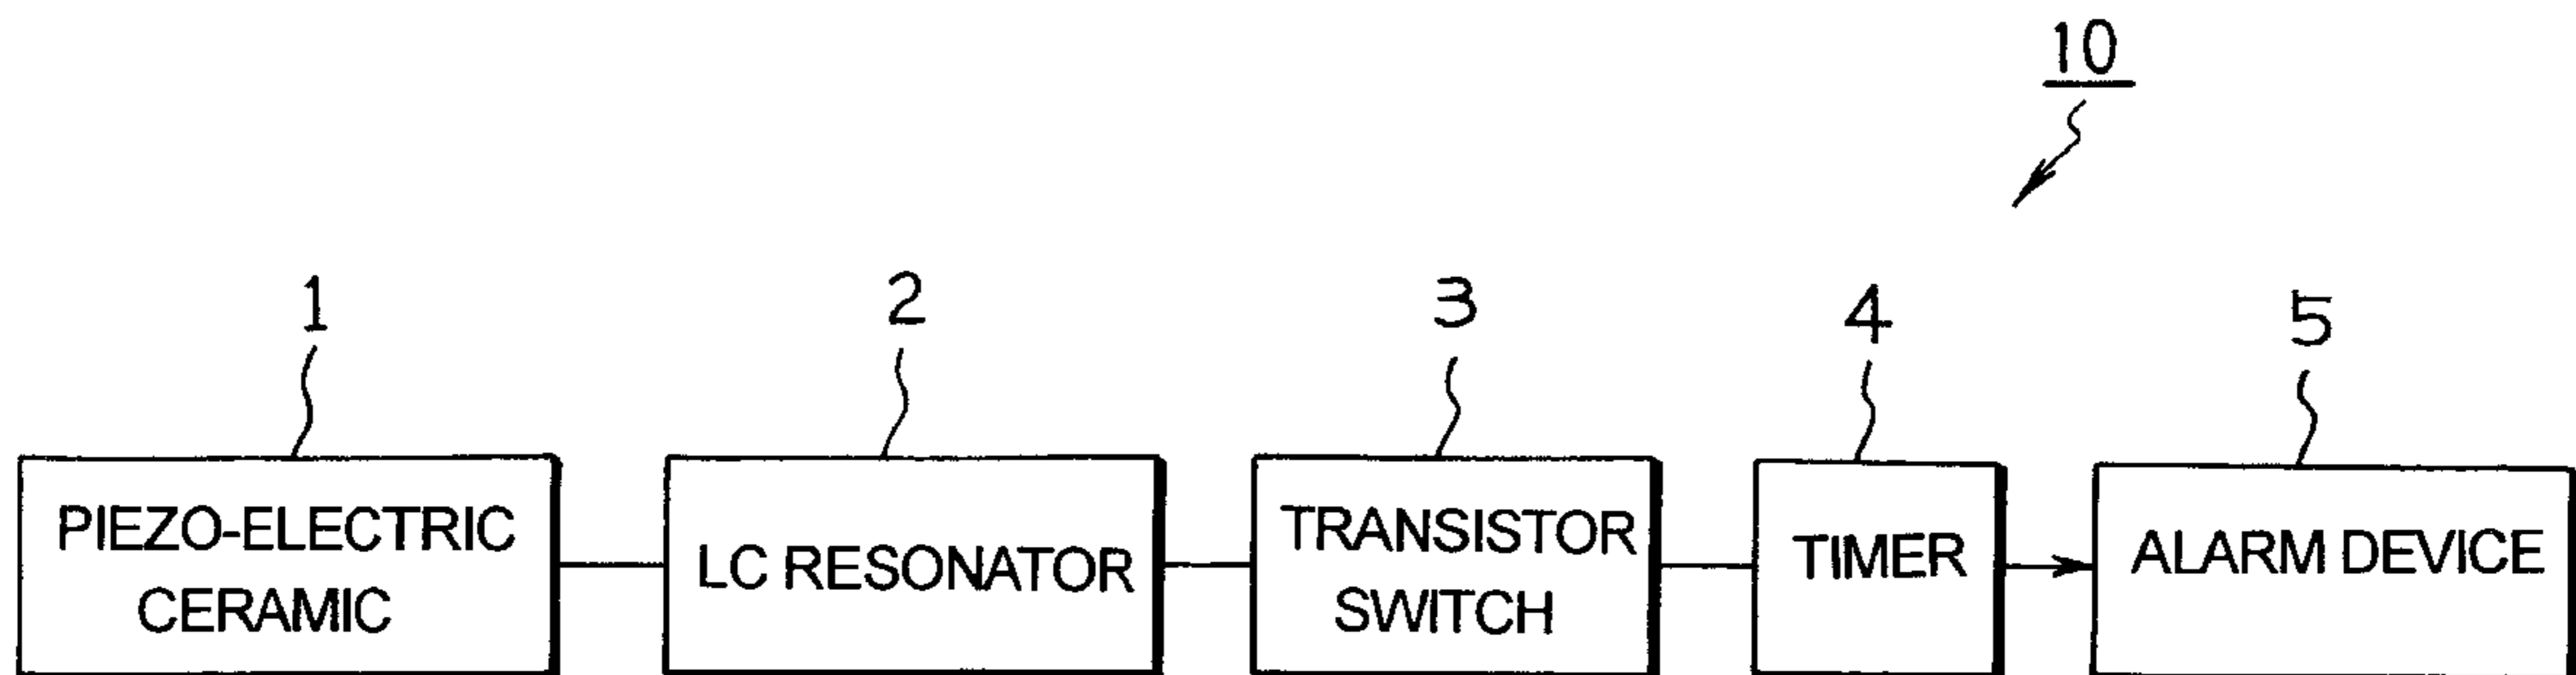 10
1
2
3
4
5
PIEZO-ELECTRIC
CERAMIC
LC RESONATOR
TRANSISTOR
SWITCH
TIMER
ALARM DEVICE